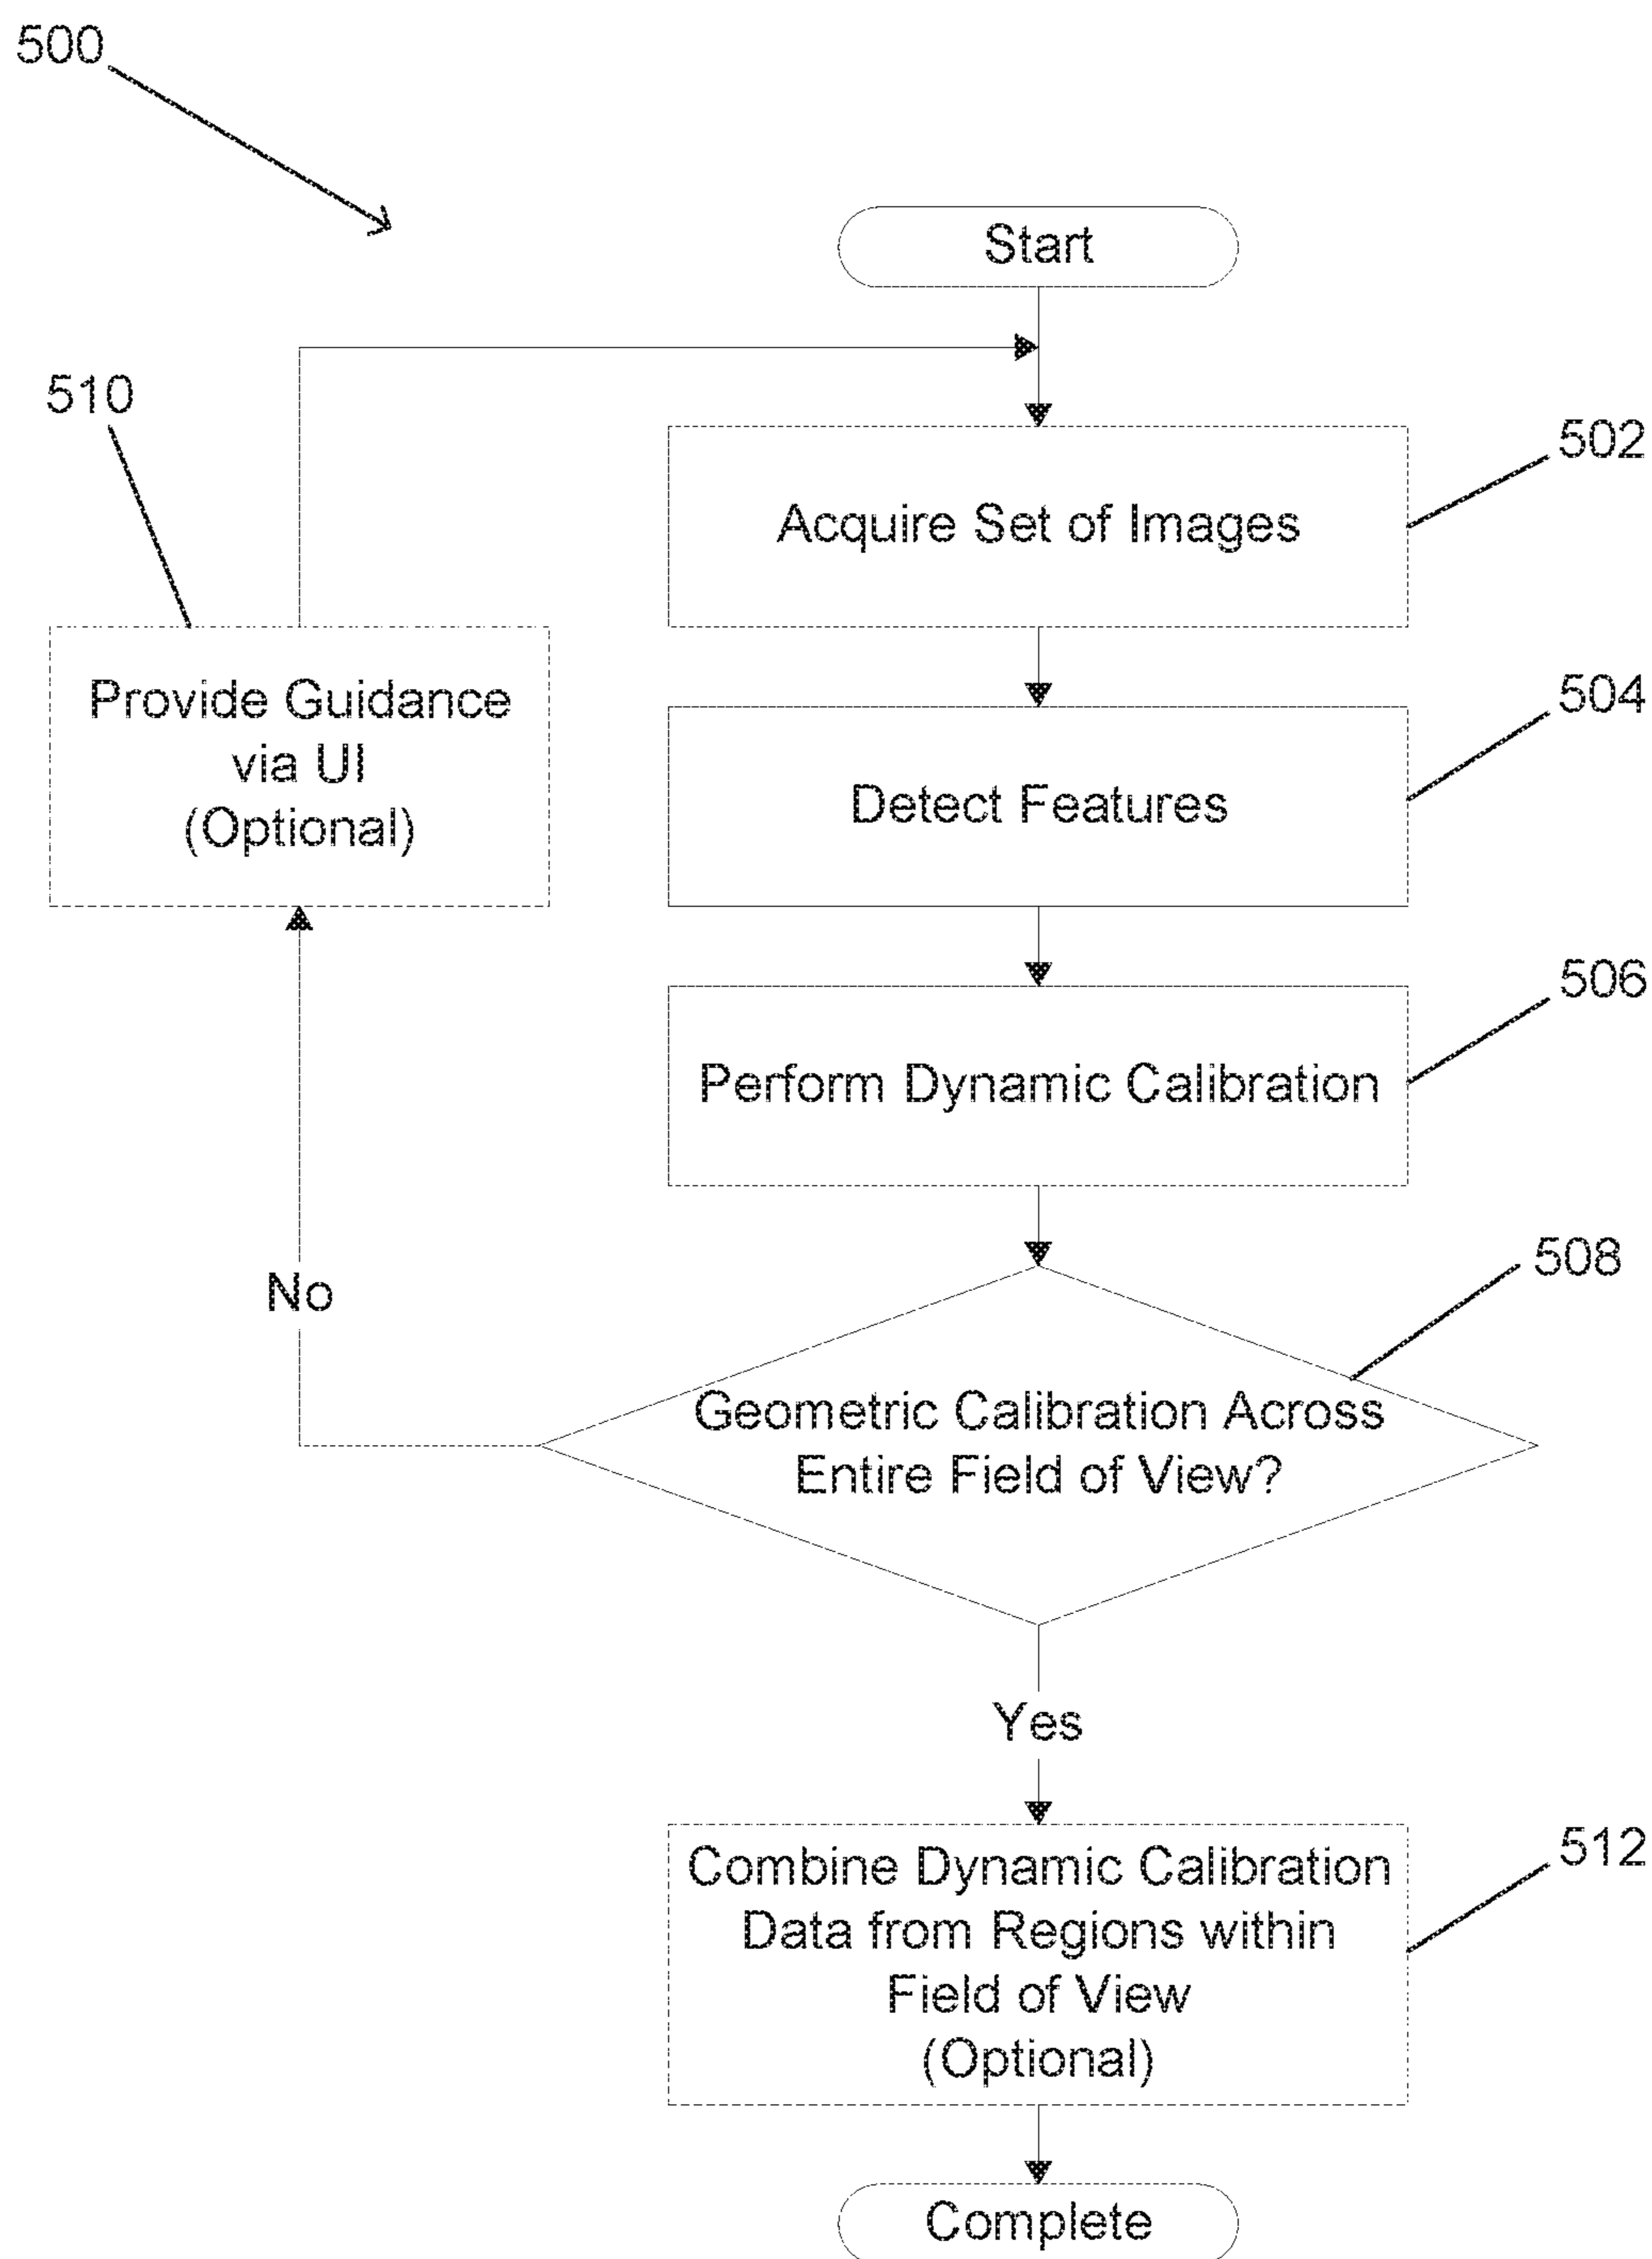 500
Start
510
502
Acquire Set of Images
Provide Guidance
via UI
(Optional)
504
Detect Features
506
Perform Dynamic Calibration
508
No
Geometric Calibration Across
Entire Field of View?
Yes
512
Combine Dynamic Calibration
Data from Regions within
Field of View
(Optional)
Complete